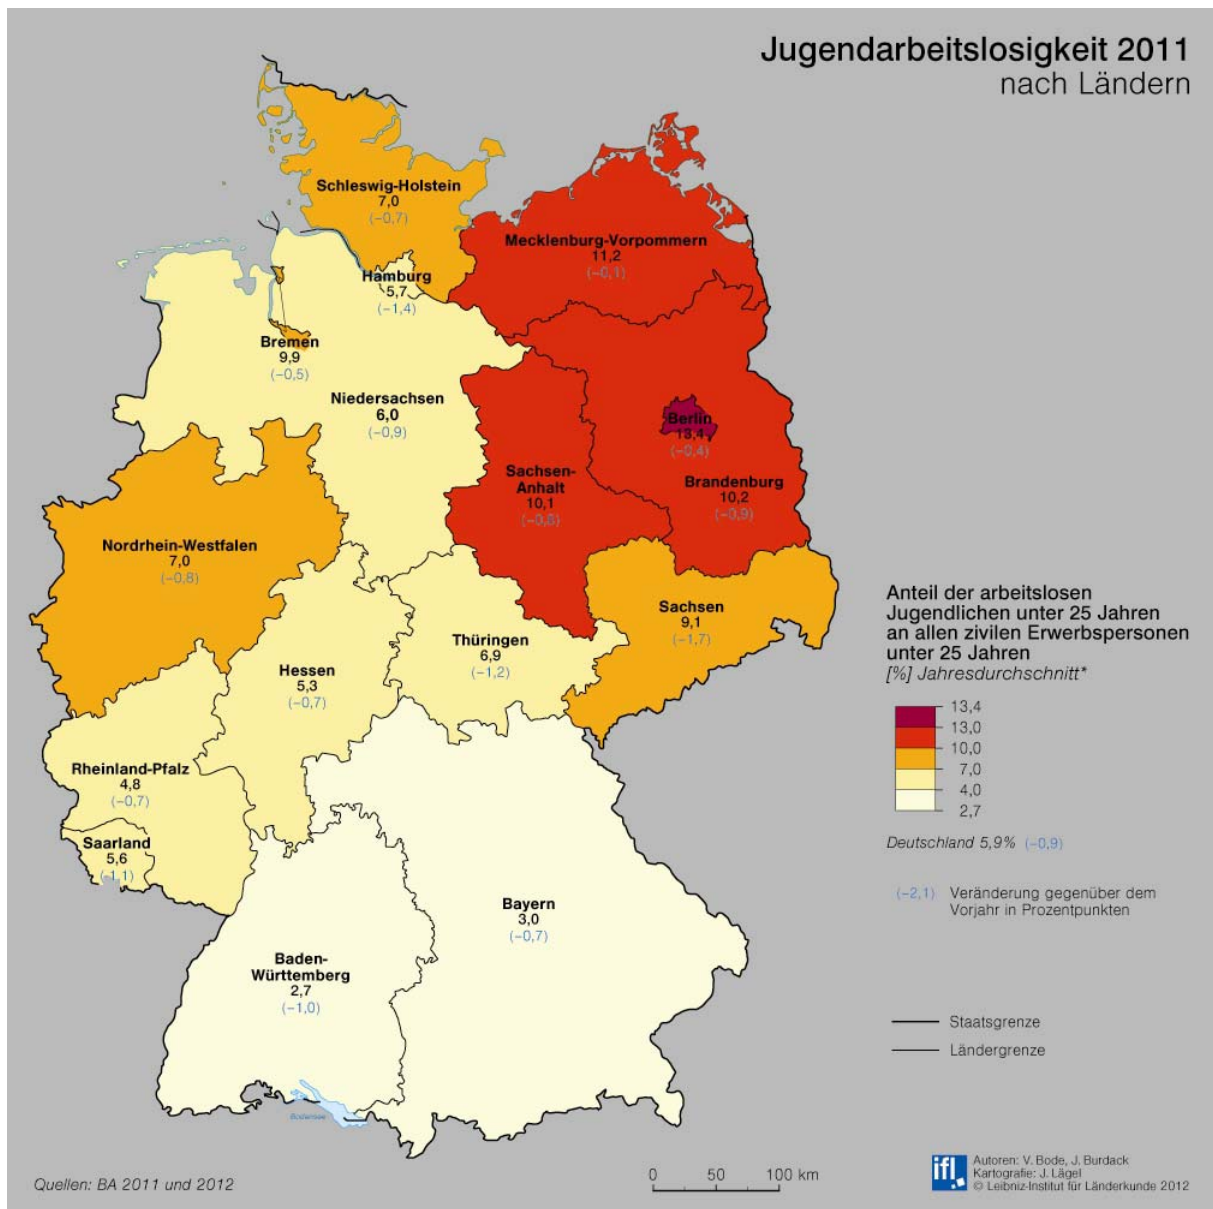 Jugendarbeitslosigkeit 2011
nach Ländern
Schleswig-Holstein
7,0
(−0,7)
Mecklenburg-Vorpommern
11,2
(−0,1)
Hamburg
5,7
(−1,4)
Bremen
9,9
(−0,5)
Niedersachsen
6,0
(−0,9)
Berlin
13,4
(−0,4)
Sachsen-
Anhalt
10,1
(−0,8)
Brandenburg
10,2
(−0,9)
Nordrhein-Westfalen
7,0
(−0,8)
Sachsen
9,1
(−1,7)
Thüringen
6,9
(−1,2)
Hessen
5,3
(−0,7)
Rheinland-Pfalz
4,8
(−0,7)
Saarland
5,6
(−1,1)
Bayern
3,0
(−0,7)
Baden-
Württemberg
2,7
(−1,0)
Bodensee
Anteil der arbeitslosen
Jugendlichen unter 25 Jahren
an allen zivilen Erwerbspersonen
unter 25 Jahren
[%] Jahresdurchschnitt*
13,4
13,0
10,0
7,0
4,0
2,7
Deutschland 5,9% (−0,9)
(−2,1) Veränderung gegenüber dem
Vorjahr in Prozentpunkten
Staatsgrenze
Ländergrenze
Quellen: BA 2011 und 2012
0 50 100 km
ifl
Autoren: V. Bode, J. Burdack
Kartografie: J. Lägel
© Leibniz-Institut für Länderkunde 2012